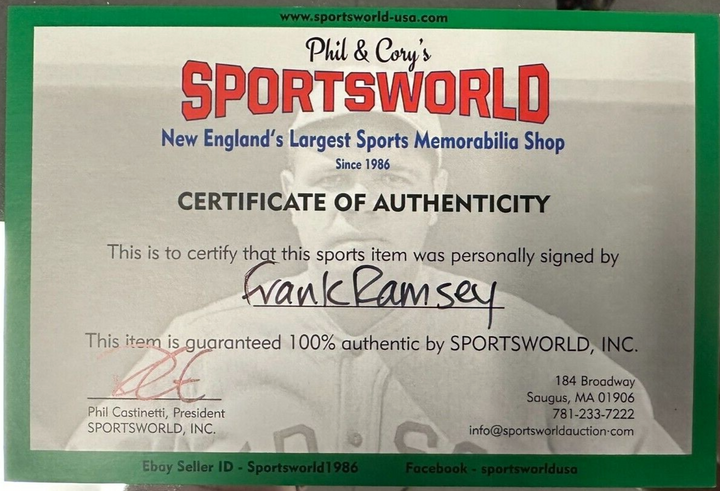 www.sportsworld-usa.com
Phil & Cory's
SPORTSWORLD
New England's Largest Sports Memorabilia Shop
Since 1986
CERTIFICATE OF AUTHENTICITY
This is to certify that this sports item was personally signed by
Frank Ramsey
This item is guaranteed 100% authentic by SPORTSWORLD, INC.
Phil Castinetti, President
SPORTSWORLD, INC.
184 Broadway
Saugus, MA 01906
781-233-7222
info@sportsworldauction.com
Ebay Seller ID - Sportsworld1986
Facebook - sportsworldusa